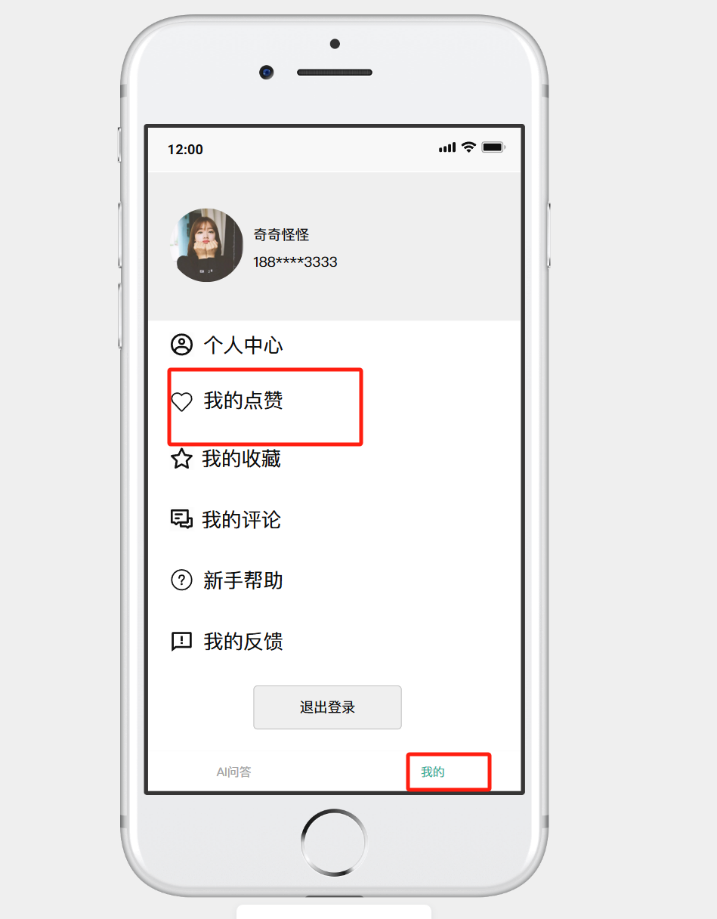 12:00
奇奇怪怪
188****3333
个人中心
我的点赞
我的收藏
我的评论
新手帮助
我的反馈
退出登录
AI问答
我的